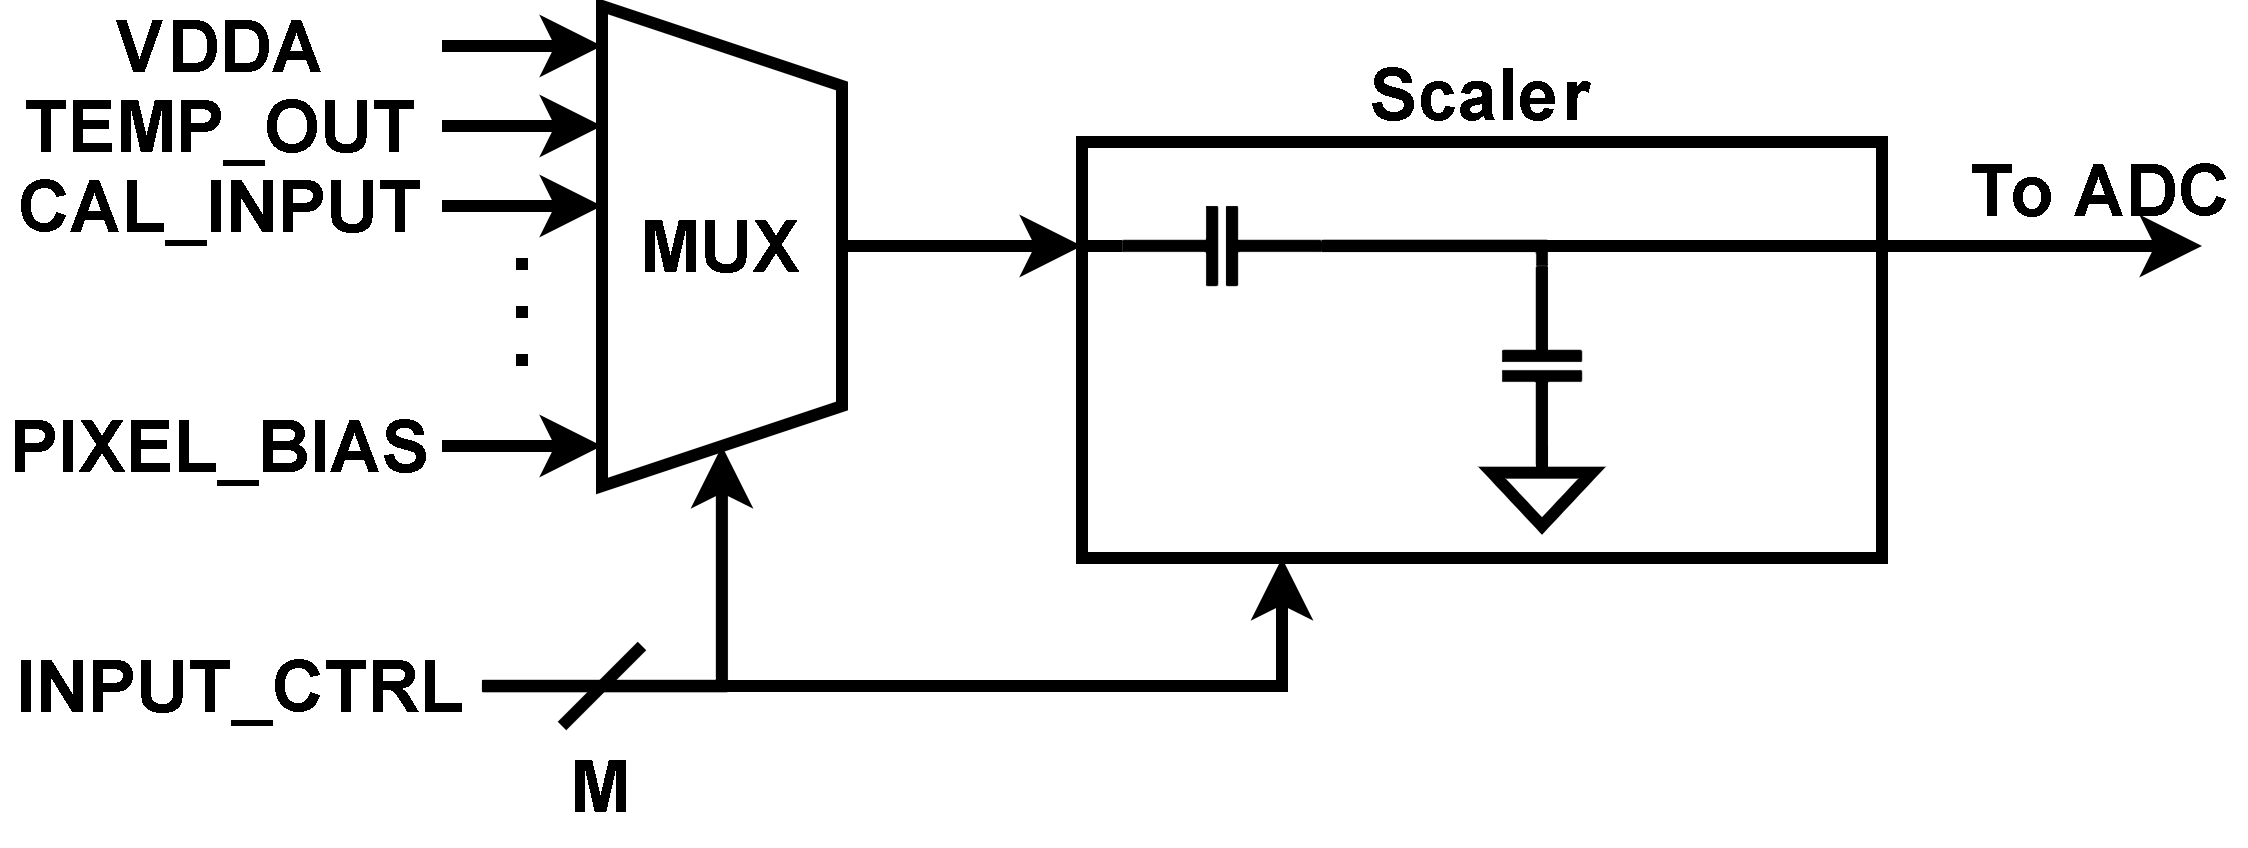 VDDA
TEMP_OUT
CAL_INPUT
PIXEL_BIAS
MUX
Scaler
To ADC
INPUT_CTRL
M